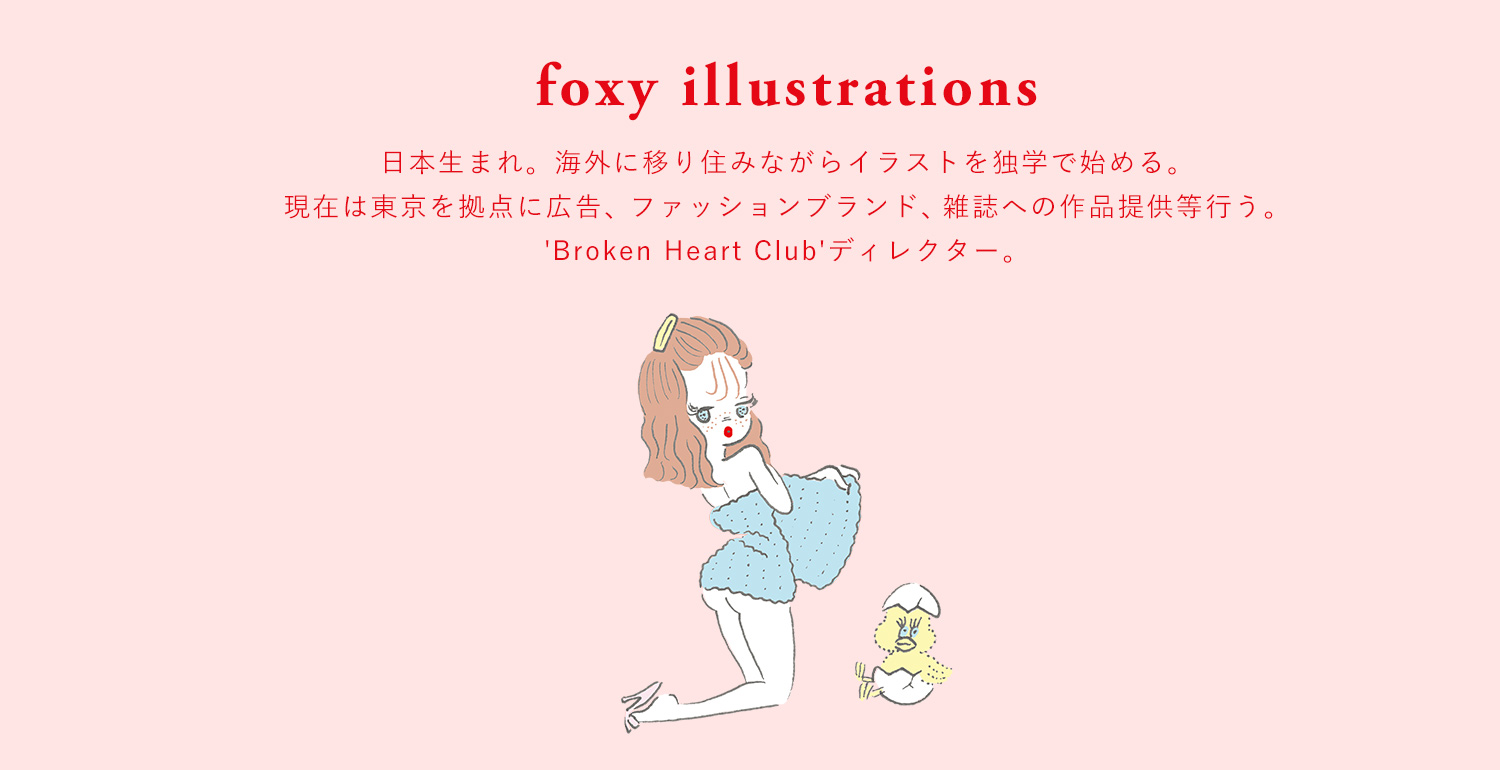 foxy illustrations
日本生まれ。海外に移り住みながらイラストを独学で始める。
現在は東京を拠点に広告、ファッションブランド、雑誌への作品提供等行う。
'Broken Heart Club'ディレクター。